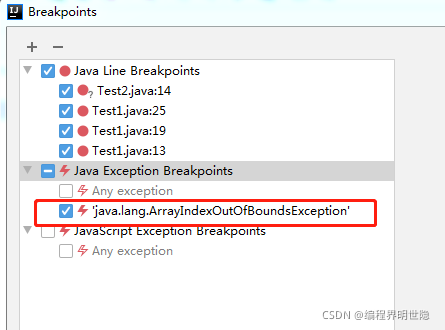 IJ Breakpoints
+ −
Java Line Breakpoints
? Test2.java:14
Test1.java:25
Test1.java:19
Test1.java:13
Java Exception Breakpoints
Any exception
'java.lang.ArrayIndexOutOfBoundsException'
JavaScript Exception Breakpoints
Any exception
CSDN @编程界明世隐